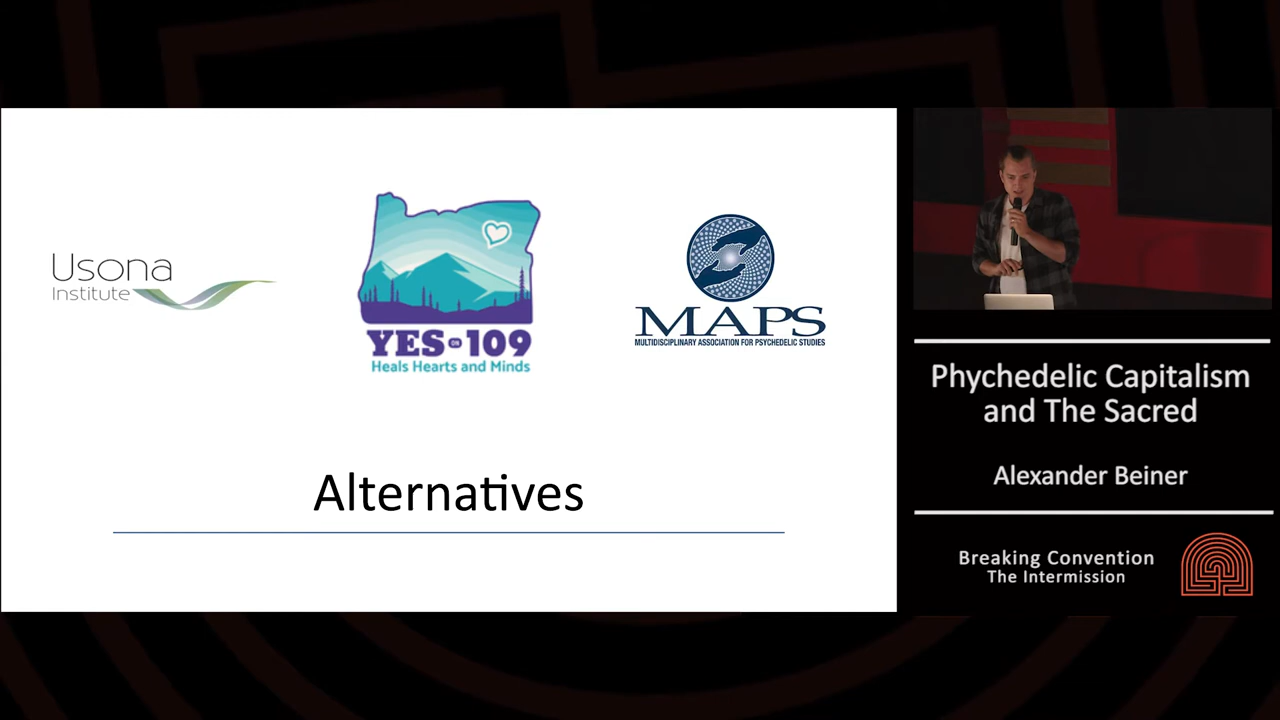 Usona
Institute
YES ON 109
Heals Hearts and Minds
MAPS
MULTIDISCIPLINARY ASSOCIATION FOR PSYCHEDELIC STUDIES
Alternatives
Phychedelic Capitalism
and The Sacred
Alexander Beiner
Breaking Convention
The Intermission